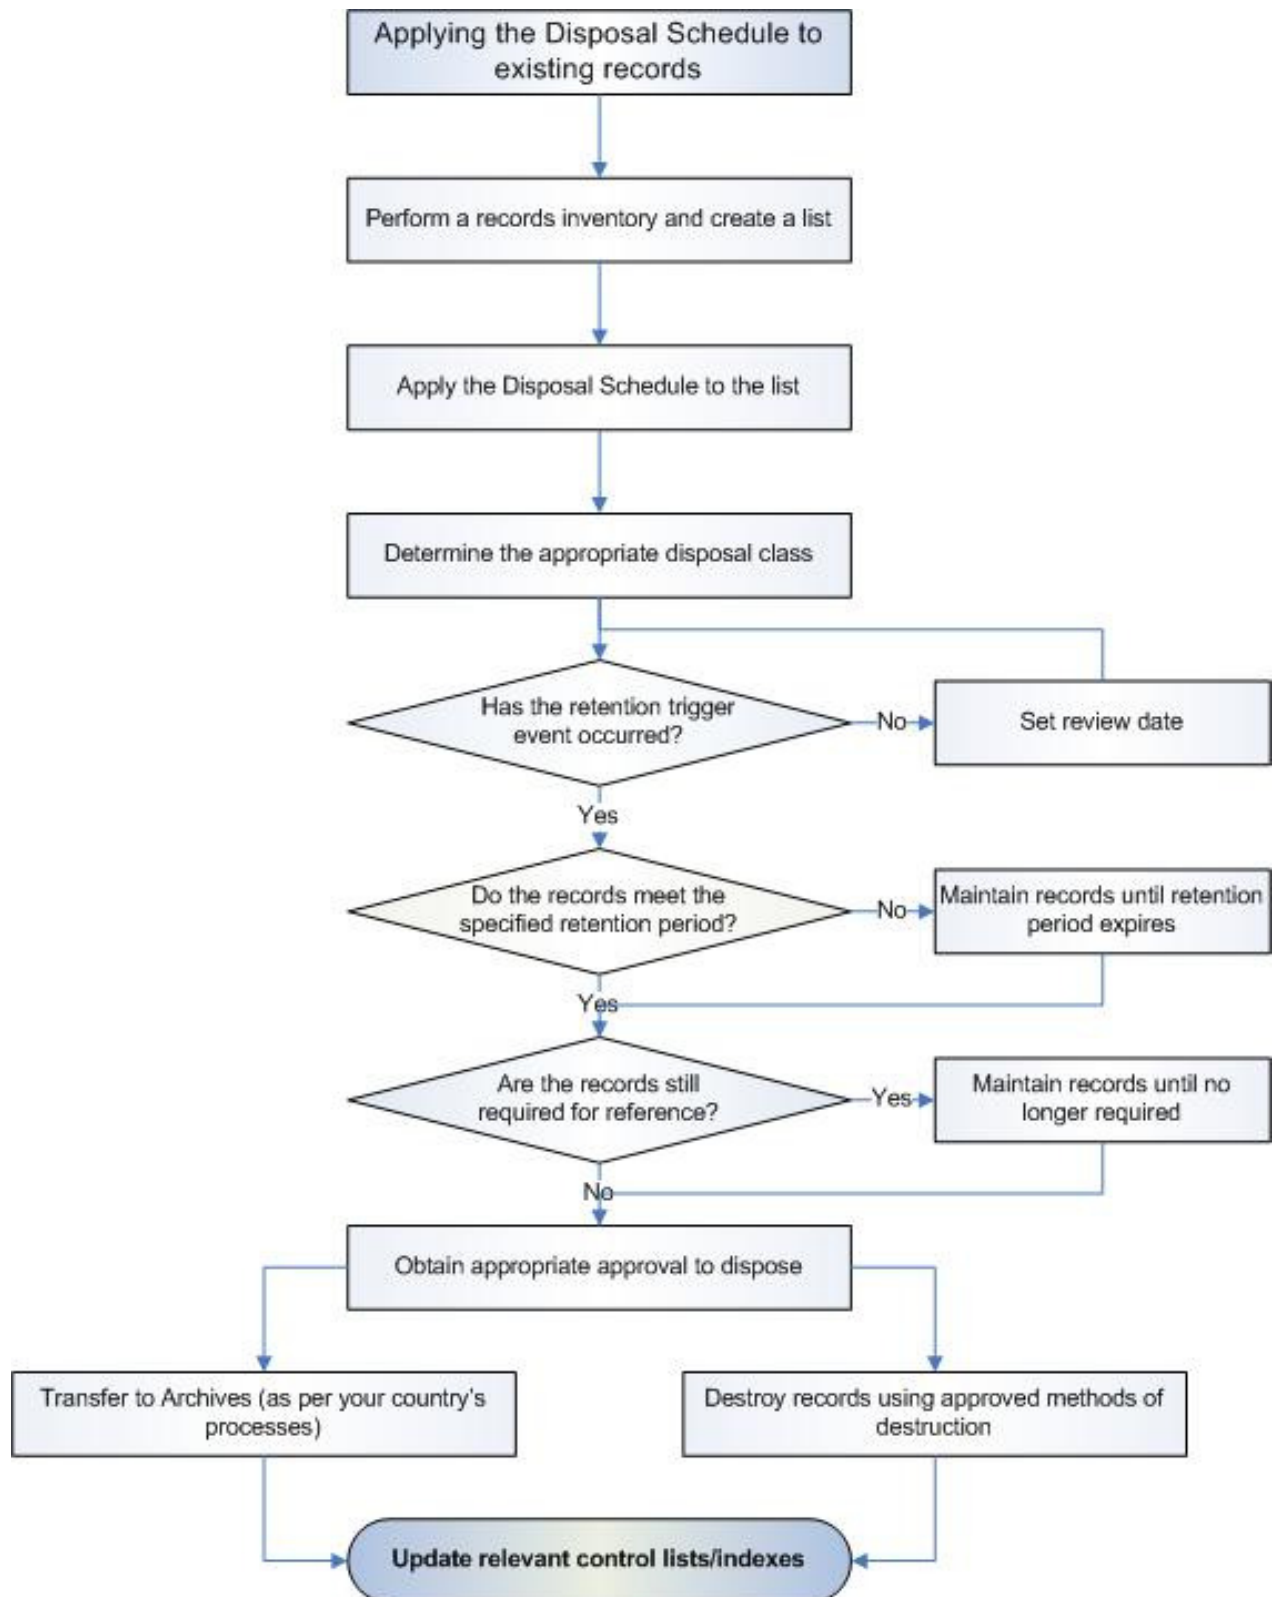 Applying the Disposal Schedule to
existing records
Perform a records inventory and create a list
Apply the Disposal Schedule to the list
Determine the appropriate disposal class
Has the retention trigger
event occurred?
No
Set review date
Yes
Do the records meet the
specified retention period?
No
Maintain records until retention
period expires
Yes
Are the records still
required for reference?
Yes
Maintain records until no
longer required
No
Obtain appropriate approval to dispose
Transfer to Archives (as per your country's
processes)
Destroy records using approved methods of
destruction
Update relevant control lists/indexes